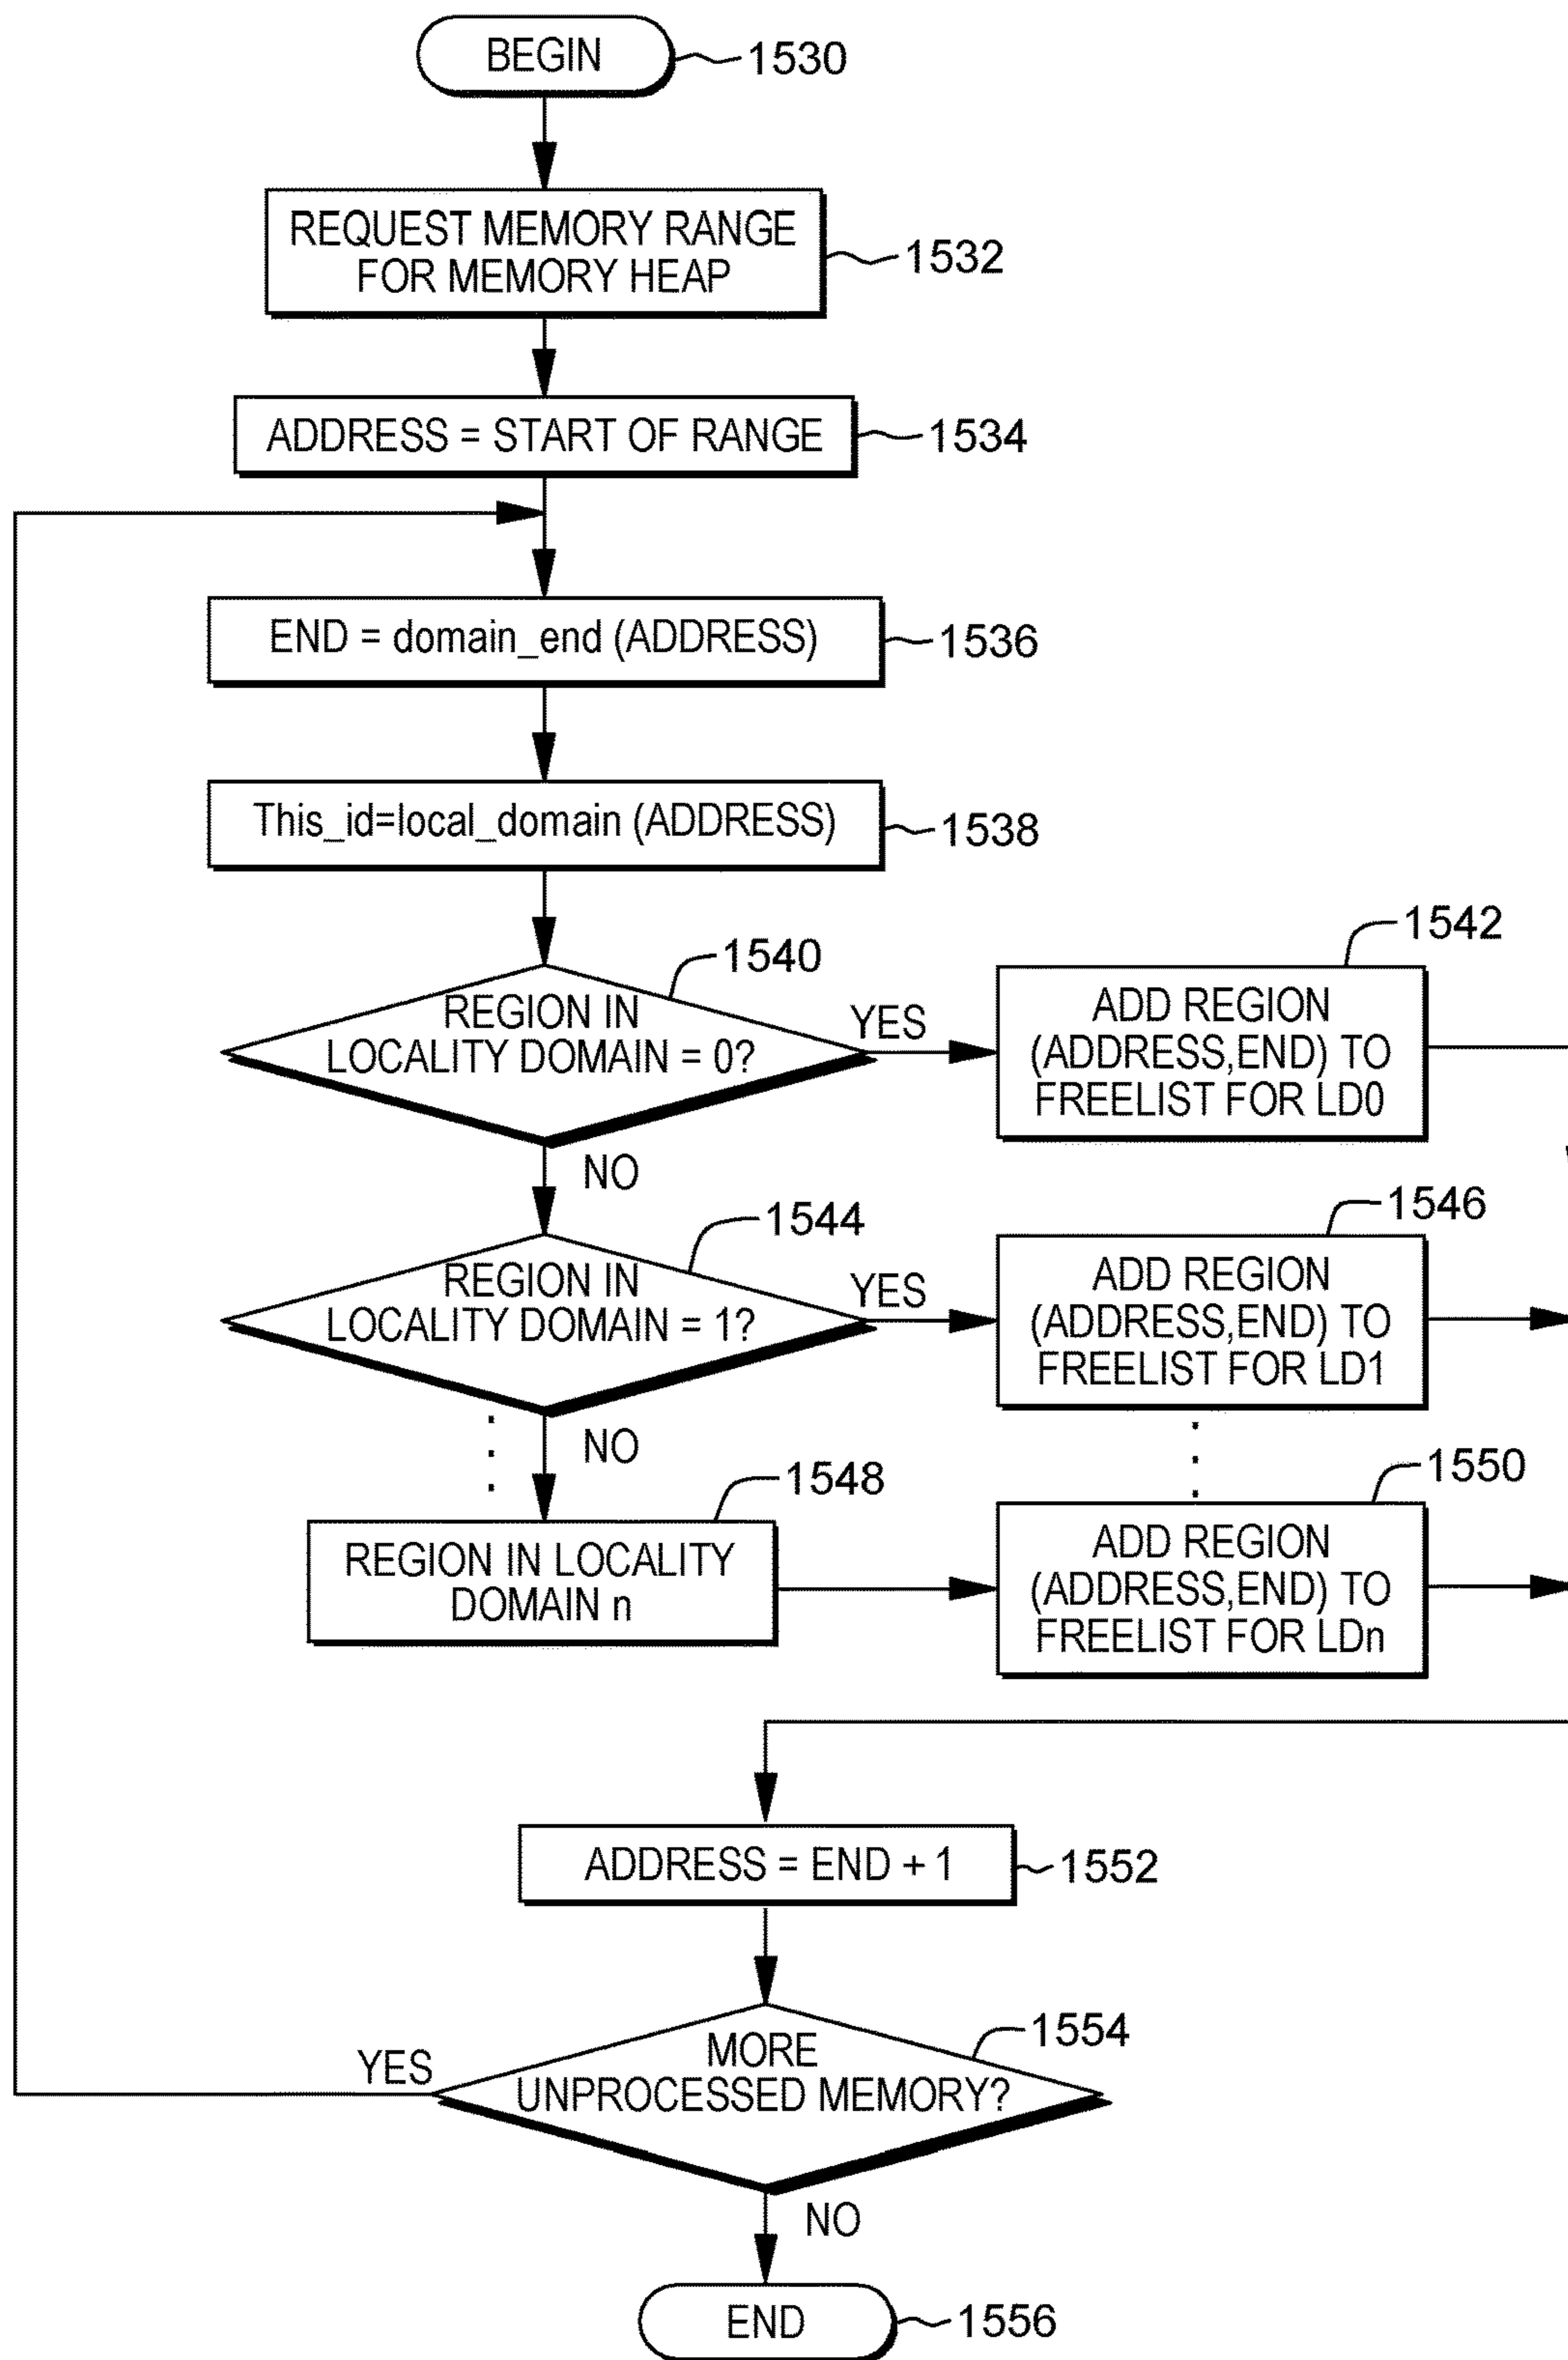 BEGIN
1530
REQUEST MEMORY RANGE
FOR MEMORY HEAP
1532
ADDRESS = START OF RANGE
1534
END = domain_end (ADDRESS)
1536
This_id=local_domain (ADDRESS)
1538
1540
REGION IN
LOCALITY DOMAIN = 0?
YES
1542
ADD REGION
(ADDRESS,END) TO
FREELIST FOR LD0
NO
1544
REGION IN
LOCALITY DOMAIN = 1?
YES
1546
ADD REGION
(ADDRESS,END) TO
FREELIST FOR LD1
NO
1548
REGION IN LOCALITY
DOMAIN n
1550
ADD REGION
(ADDRESS,END) TO
FREELIST FOR LDn
ADDRESS = END + 1
1552
1554
MORE
UNPROCESSED MEMORY?
YES
NO
END
1556